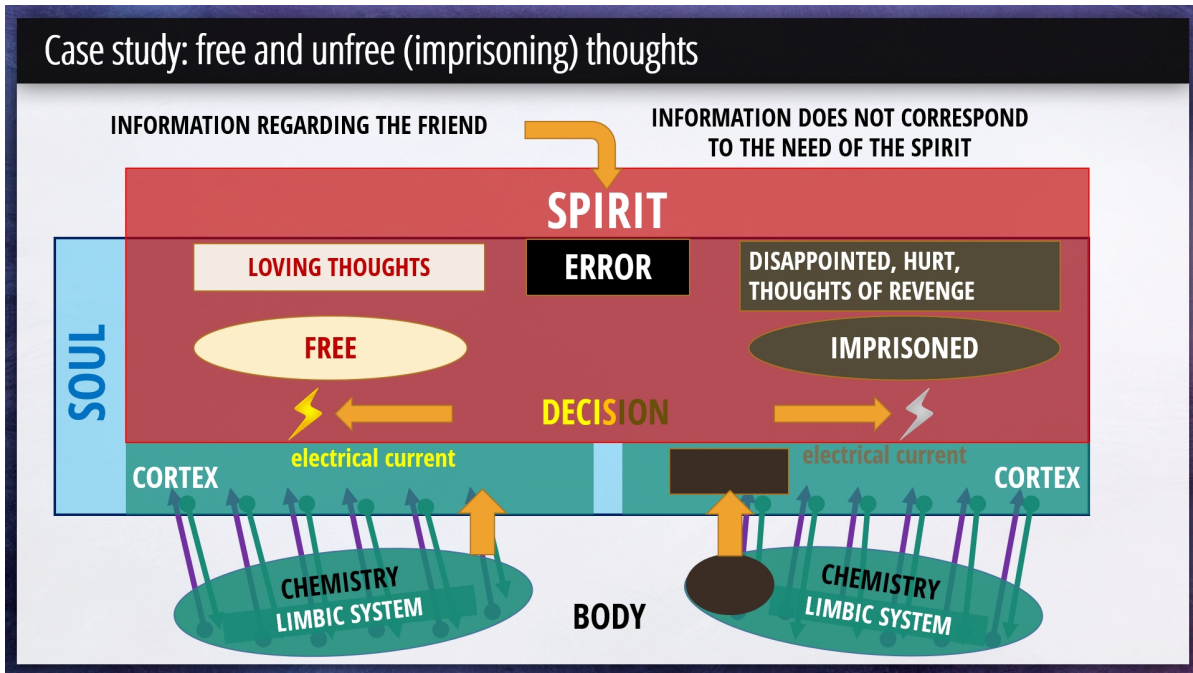 Case study: free and unfree (imprisoning) thoughts
INFORMATION REGARDING THE FRIEND
INFORMATION DOES NOT CORRESPOND
TO THE NEED OF THE SPIRIT
SPIRIT
SOUL
LOVING THOUGHTS
ERROR
DISAPPOINTED, HURT,
THOUGHTS OF REVENGE
FREE
IMPRISONED
DECISION
electrical current
electrical current
CORTEX
CORTEX
CHEMISTRY
LIMBIC SYSTEM
BODY
CHEMISTRY
LIMBIC SYSTEM